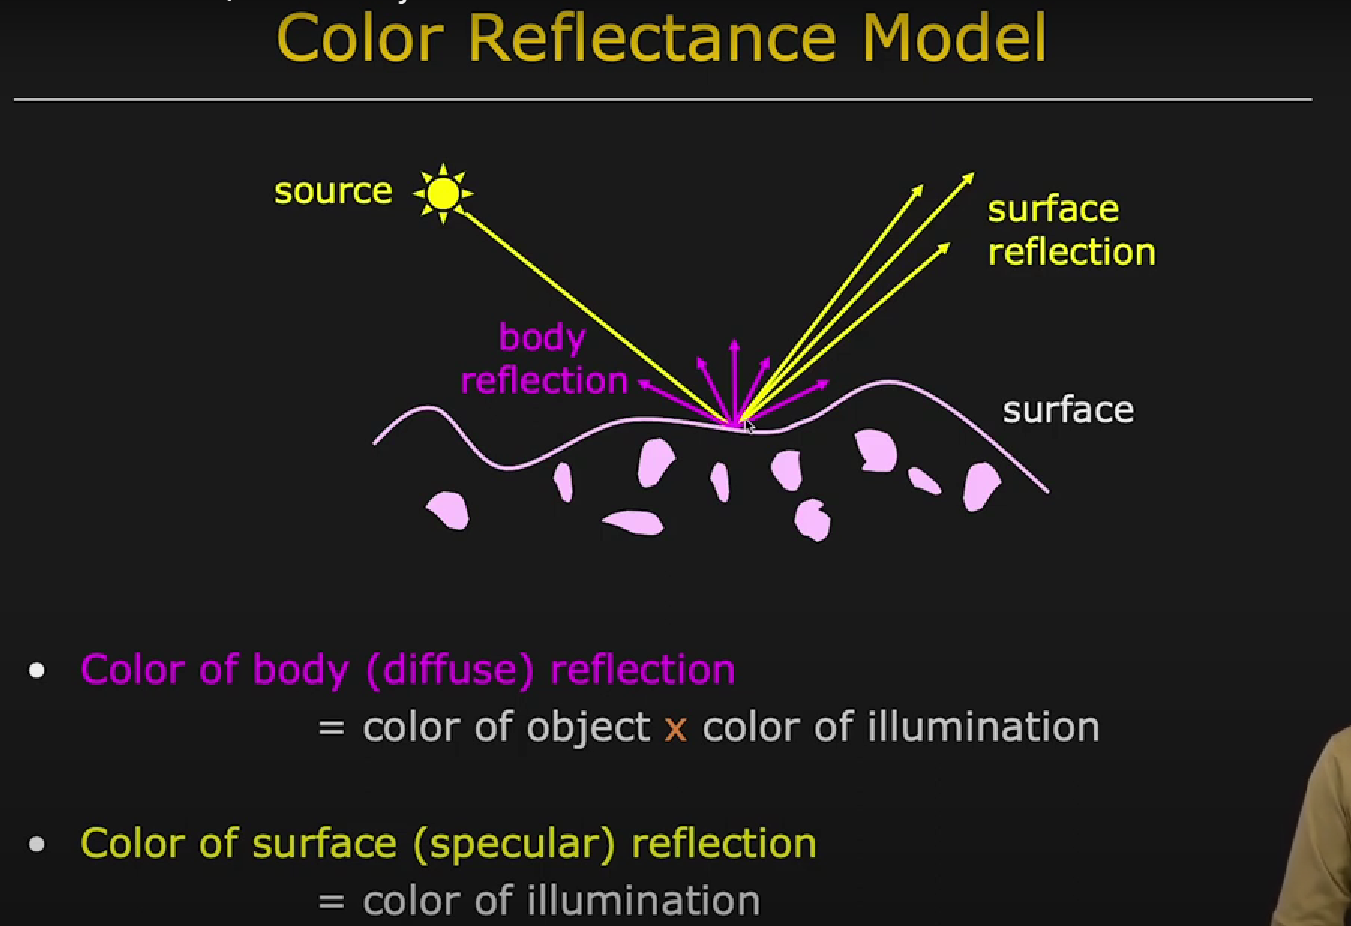 Color Reflectance Model
source
surface
reflection
body
reflection
surface
• Color of body (diffuse) reflection
= color of object x color of illumination
• Color of surface (specular) reflection
= color of illumination